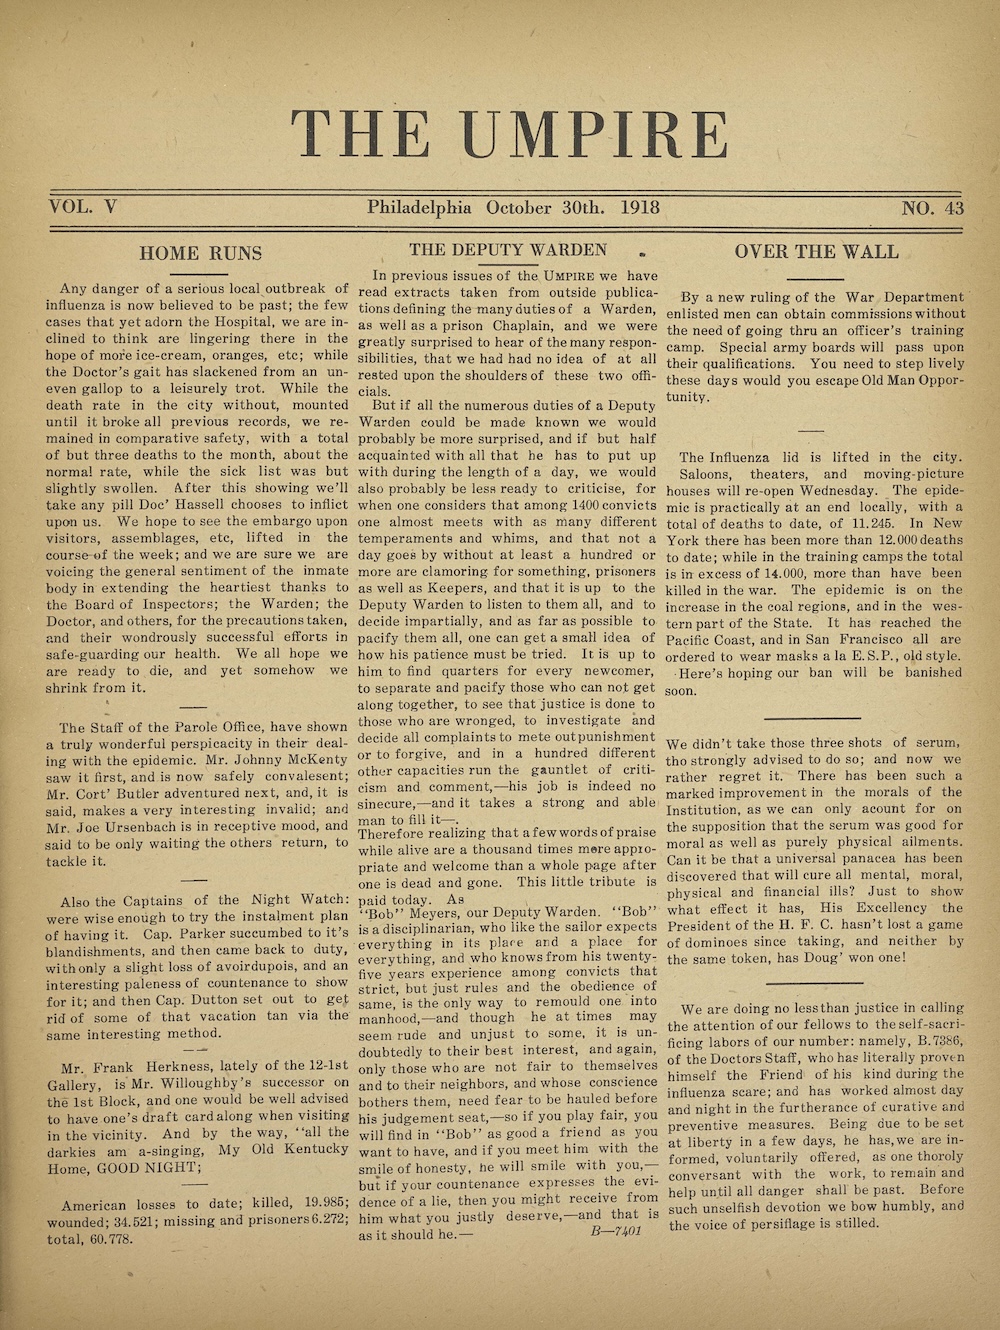 THE UMPIRE
VOL. V Philadelphia October 30th. 1918 NO. 43
HOME RUNS
Any danger of a serious local outbreak of
influenza is now believed to be past; the few
cases that yet adorn the Hospital, we are in-
clined to think are lingering there in the
hope of more ice-cream, oranges, etc; while
the Doctor's gait has slackened from an un-
even gallop to a leisurely trot. While the
death rate in the city without, mounted
until it broke all previous records, we re-
mained in comparative safety, with a total
of but three deaths to the month, about the
normal rate, while the sick list was but
slightly swollen. After this showing we'll
take any pill Doc' Hassell chooses to inflict
upon us. We hope to see the embargo upon
visitors, assemblages, etc, lifted in the
course of the week; and we are sure we are
voicing the general sentiment of the inmate
body in extending the heartiest thanks to
the Board of Inspectors; the Warden; the
Doctor, and others, for the precautions taken,
and their wondrously successful efforts in
safe-guarding our health. We all hope we
are ready to die, and yet somehow we
shrink from it.
The Staff of the Parole Office, have shown
a truly wonderful perspicacity in their deal-
ing with the epidemic. Mr. Johnny McKenty
saw it first, and is now safely convalesent;
Mr. Cort' Butler adventured next, and, it is
said, makes a very interesting invalid; and
Mr. Joe Ursenbach is in receptive mood, and
said to be only waiting the others return, to
tackle it.
Also the Captains of the Night Watch:
were wise enough to try the instalment plan
of having it. Cap. Parker succumbed to it's
blandishments, and then came back to duty,
with only a slight loss of avoirdupois, and an
interesting paleness of countenance to show
for it; and then Cap. Dutton set out to get
rid of some of that vacation tan via the
same interesting method.
Mr. Frank Herkness, lately of the 12-1st
Gallery, is Mr. Willoughby's successor on
the 1st Block, and one would be well advised
to have one's draft card along when visiting
in the vicinity. And by the way, "all the
darkies am a-singing, My Old Kentucky
Home, GOOD NIGHT;
American losses to date; killed, 19.985;
wounded; 34.521; missing and prisoners 6.272;
total, 60.778.
THE DEPUTY WARDEN
In previous issues of the UMPIRE we have
read extracts taken from outside publica-
tions defining the many duties of a Warden,
as well as a prison Chaplain, and we were
greatly surprised to hear of the many respon-
sibilities, that we had had no idea of at all
rested upon the shoulders of these two offi-
cials.
But if all the numerous duties of a Deputy
Warden could be made known we would
probably be more surprised, and if but half
acquainted with all that he has to put up
with during the length of a day, we would
also probably be less ready to criticise, for
when one considers that among 1400 convicts
one almost meets with as many different
temperaments and whims, and that not a
day goes by without at least a hundred or
more are clamoring for something, prisoners
as well as Keepers, and that it is up to the
Deputy Warden to listen to them all, and to
decide impartially, and as far as possible to
pacify them all, one can get a small idea of
how his patience must be tried. It is up to
him to find quarters for every newcomer,
to separate and pacify those who can not get
along together, to see that justice is done to
those who are wronged, to investigate and
decide all complaints to mete out punishment
or to forgive, and in a hundred different
other capacities run the gauntlet of criti-
cism and comment,—his job is indeed no
sinecure,—and it takes a strong and able
man to fill it—.
Therefore realizing that a few words of praise
while alive are a thousand times more appro-
priate and welcome than a whole page after
one is dead and gone. This little tribute is
paid today. As
"Bob" Meyers, our Deputy Warden. "Bob"
is a disciplinarian, who like the sailor expects
everything in its place and a place for
everything, and who knows from his twenty-
five years experience among convicts that
strict, but just rules and the obedience of
same, is the only way to remould one into
manhood,—and though he at times may
seem rude and unjust to some, it is un-
doubtedly to their best interest, and again,
only those who are not fair to themselves
and to their neighbors, and whose conscience
bothers them, need fear to be hauled before
his judgement seat,—so if you play fair, you
will find in "Bob" as good a friend as you
want to have, and if you meet him with the
smile of honesty, he will smile with you,—
but if your countenance expresses the evi-
dence of a lie, then you might receive from
him what you justly deserve,—and that is
as it should he.— B—7401
OVER THE WALL
By a new ruling of the War Department
enlisted men can obtain commissions without
the need of going thru an officer's training
camp. Special army boards will pass upon
their qualifications. You need to step lively
these days would you escape Old Man Oppor-
tunity.
The Influenza lid is lifted in the city.
Saloons, theaters, and moving-picture
houses will re-open Wednesday. The epide-
mic is practically at an end locally, with a
total of deaths to date, of 11.245. In New
York there has been more than 12.000 deaths
to date; while in the training camps the total
is in excess of 14.000, more than have been
killed in the war. The epidemic is on the
increase in the coal regions, and in the wes-
tern part of the State. It has reached the
Pacific Coast, and in San Francisco all are
ordered to wear masks a la E. S. P., old style.
Here's hoping our ban will be banished
soon.
We didn't take those three shots of serum,
tho strongly advised to do so; and now we
rather regret it. There has been such a
marked improvement in the morals of the
Institution, as we can only acount for on
the supposition that the serum was good for
moral as well as purely physical ailments.
Can it be that a universal panacea has been
discovered that will cure all mental, moral,
physical and financial ills? Just to show
what effect it has, His Excellency the
President of the H. F. C. hasn't lost a game
of dominoes since taking, and neither by
the same token, has Doug' won one!
We are doing no less than justice in calling
the attention of our fellows to the self-sacri-
ficing labors of our number: namely, B. 7386,
of the Doctors Staff, who has literally proven
himself the Friend of his kind during the
influenza scare; and has worked almost day
and night in the furtherance of curative and
preventive measures. Being due to be set
at liberty in a few days, he has, we are in-
formed, voluntarily offered, as one thoroly
conversant with the work, to remain and
help until all danger shall be past. Before
such unselfish devotion we bow humbly, and
the voice of persiflage is stilled.